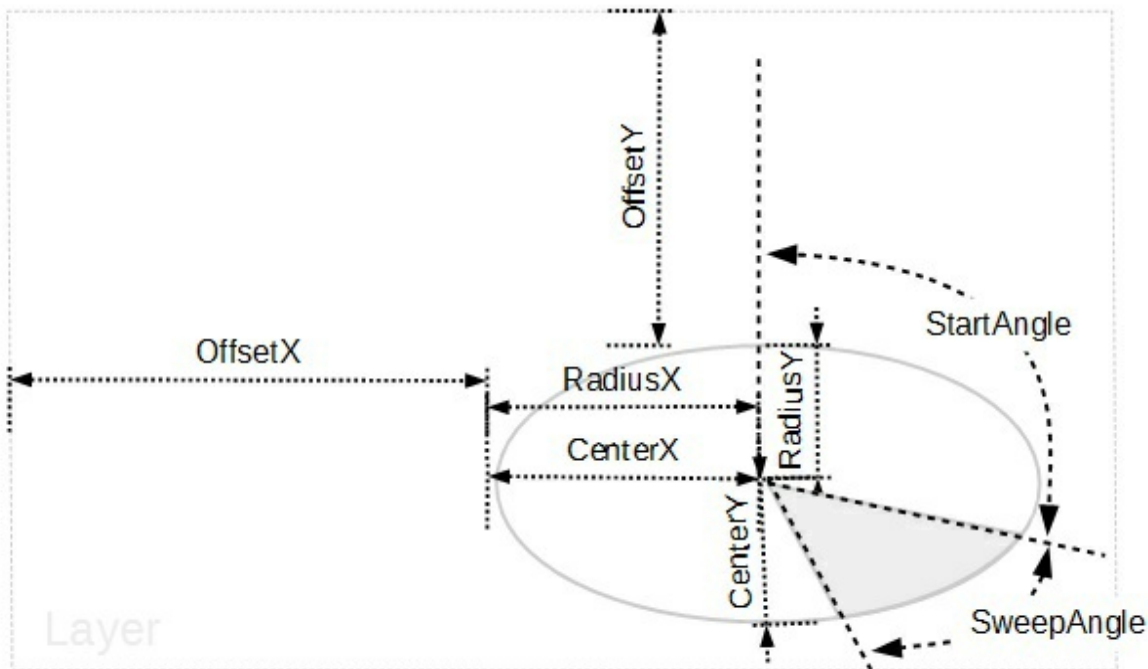 OffsetY
StartAngle
OffsetX
RadiusX
RadiusY
CenterX
CenterY
SweepAngle
Layer